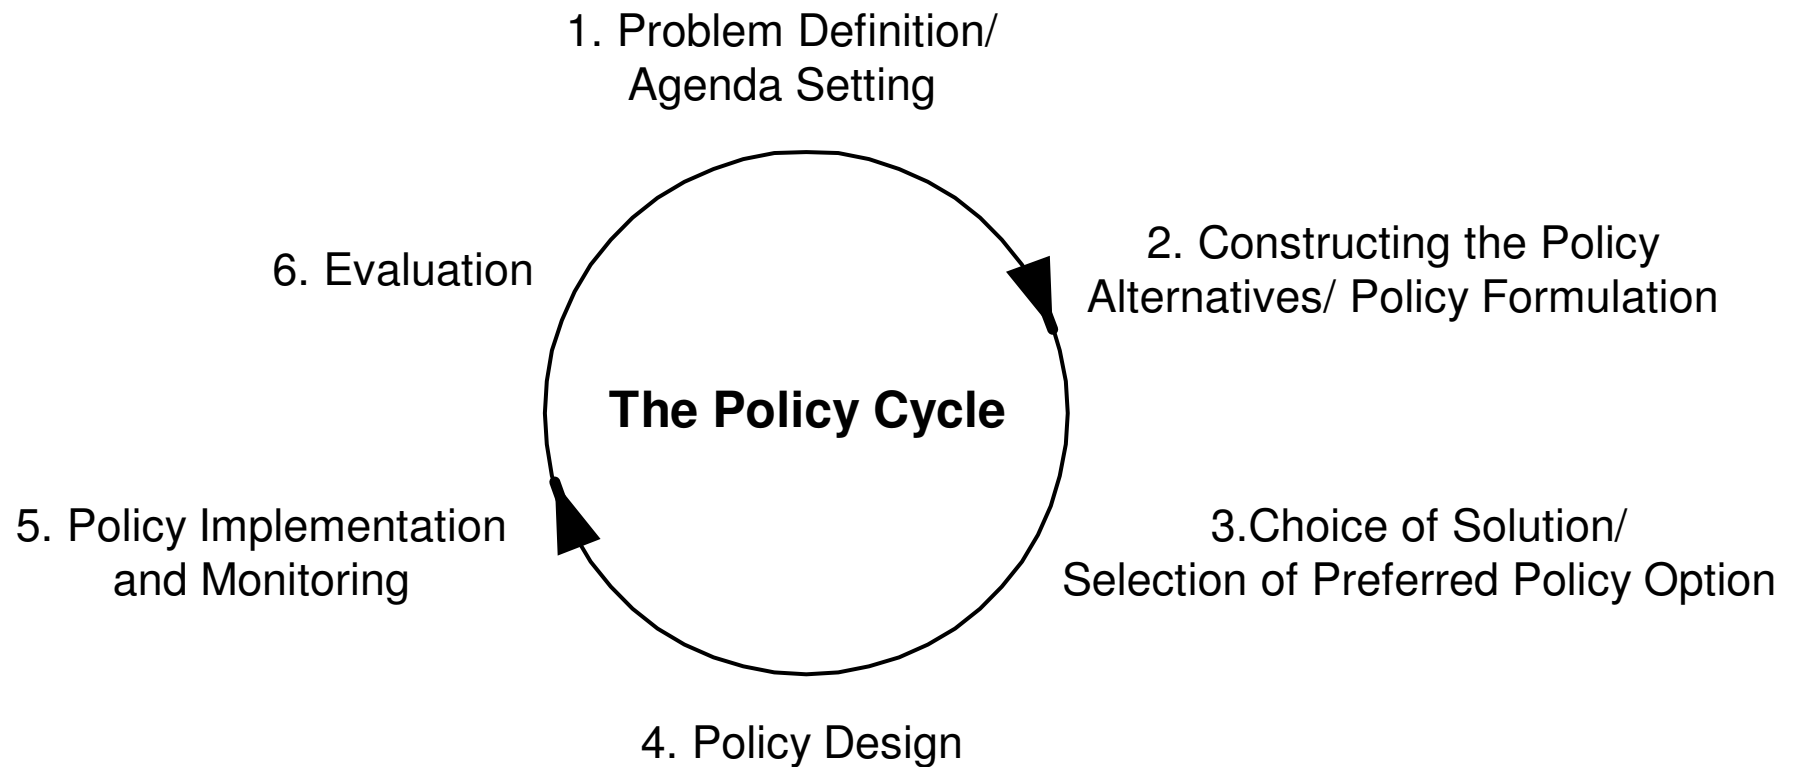 1. Problem Definition/
Agenda Setting
2. Constructing the Policy
Alternatives/ Policy Formulation
3.Choice of Solution/
Selection of Preferred Policy Option
4. Policy Design
5. Policy Implementation
and Monitoring
6. Evaluation
The Policy Cycle